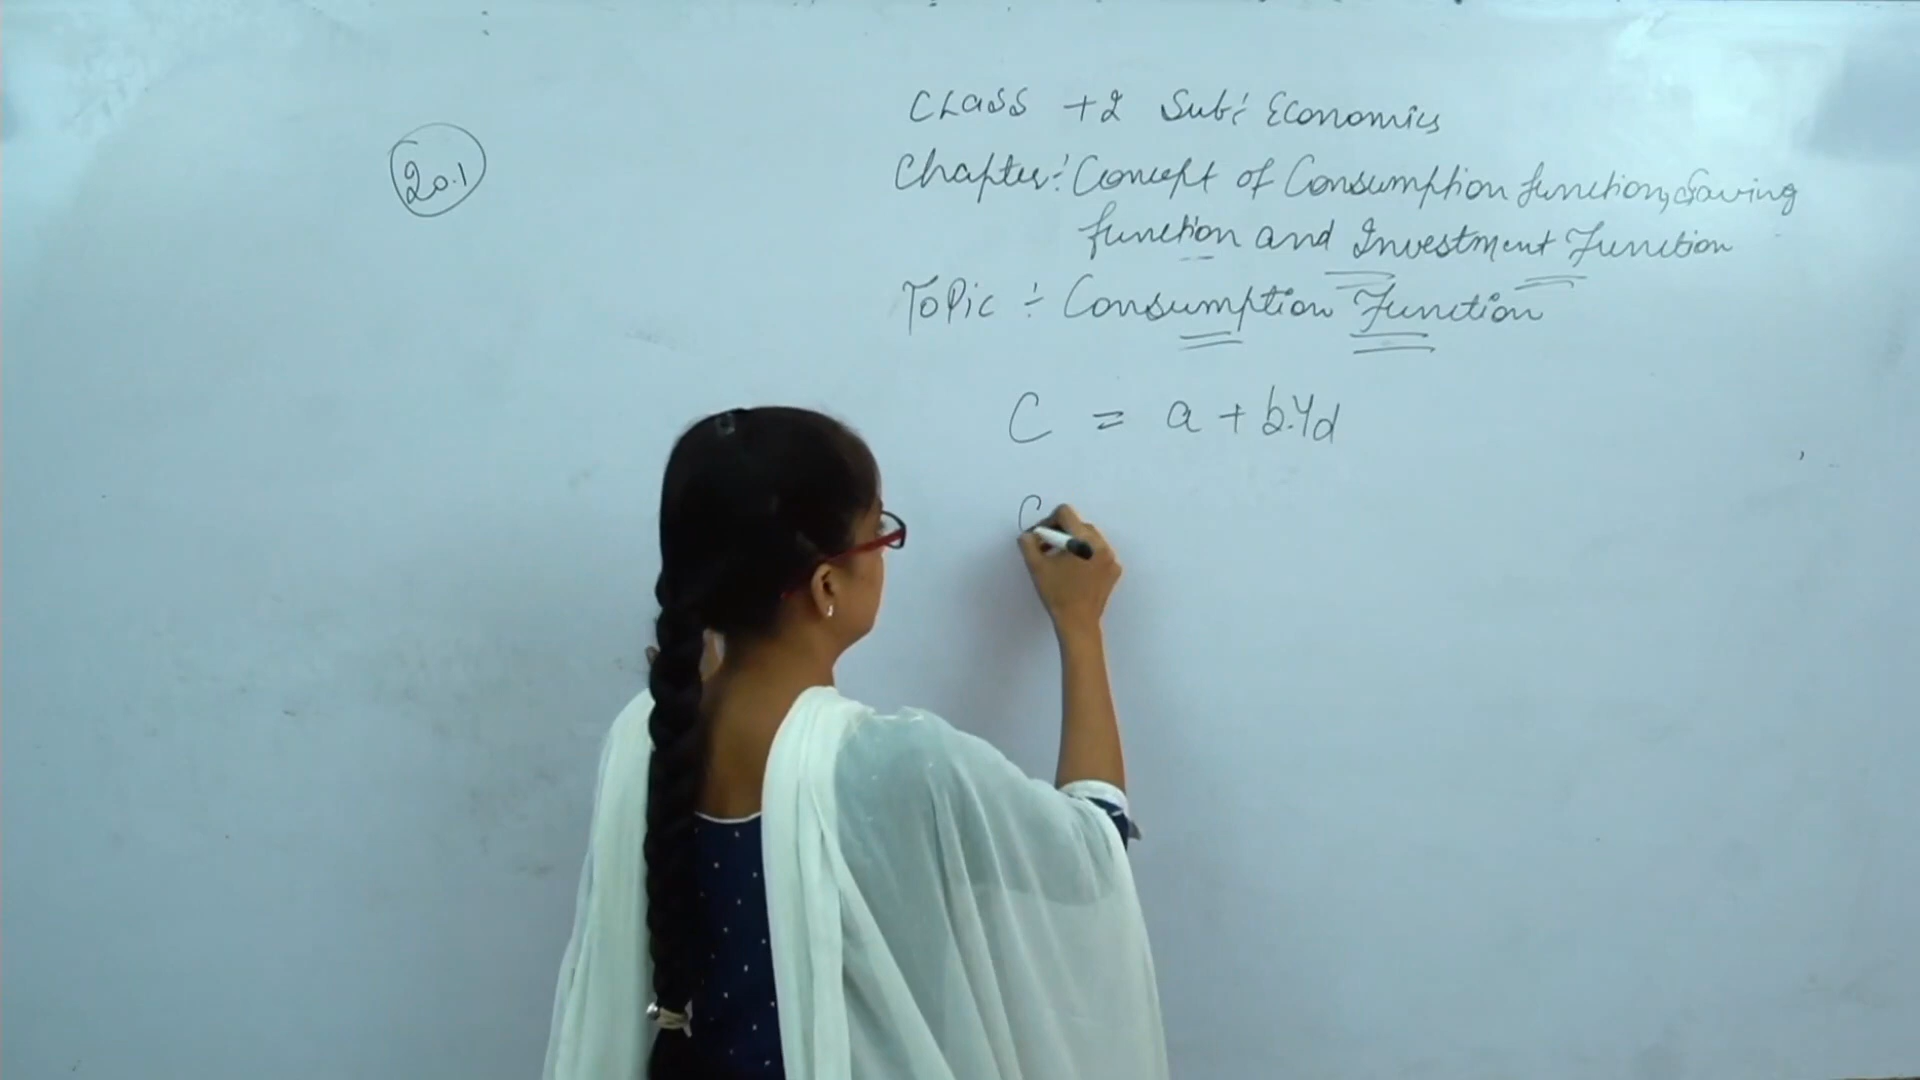 20.1
Class +2 Sub: Economics
Chapter: Concept of Consumption function, Saving
function and Investment Function
Topic ÷ Consumption Function
C = a + b.Yd
C